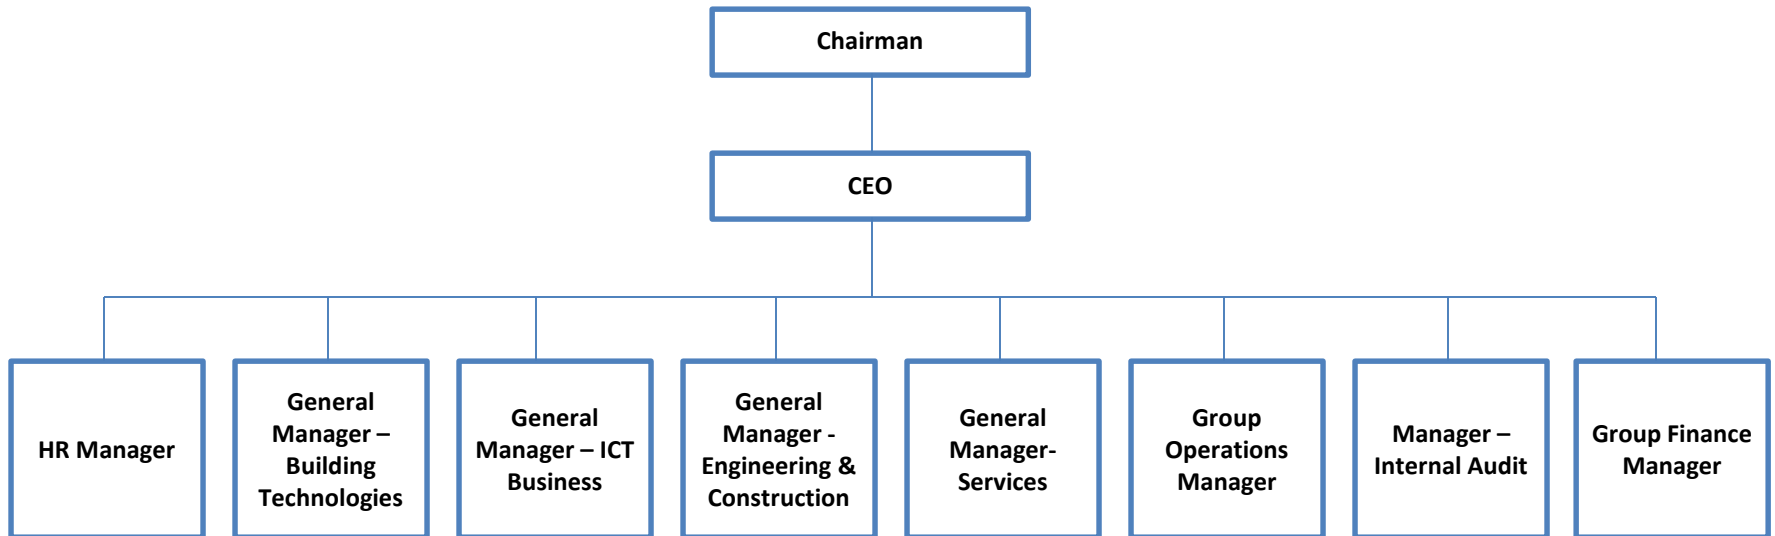 Chairman
CEO
HR Manager
General
Manager –
Building
Technologies
General
Manager – ICT
Business
General
Manager -
Engineering &
Construction
General
Manager-
Services
Group
Operations
Manager
Manager –
Internal Audit
Group Finance
Manager